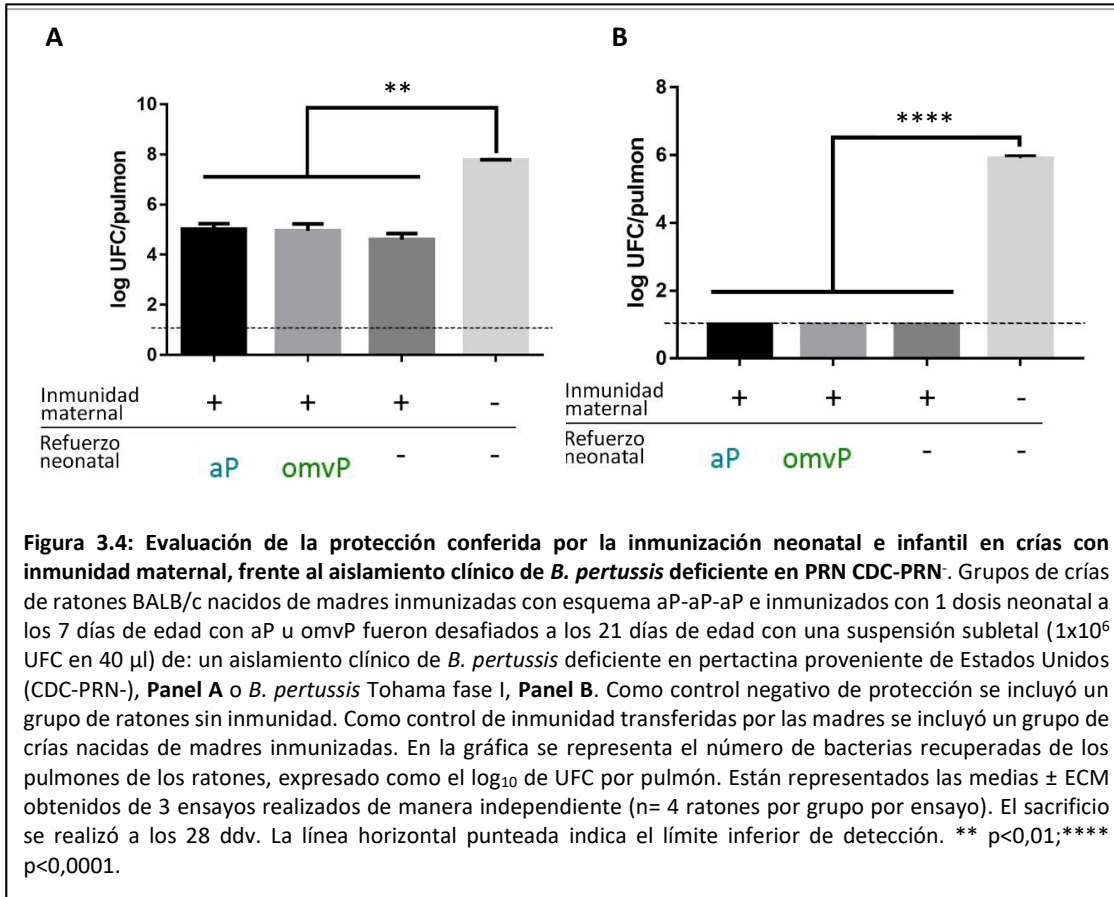 A
B
**
****
10
8
6
4
2
0
log UFC/pulmon
8
6
4
2
0
log UFC/pulmon
Inmunidad maternal + + + -
Refuerzo neonatal aP omvP - -
Inmunidad maternal + + + -
Refuerzo neonatal aP omvP - -
Figura 3.4: Evaluación de la protección conferida por la inmunización neonatal e infantil en crías con
inmunidad maternal, frente al aislamiento clínico de B. pertussis deficiente en PRN CDC-PRN-. Grupos de crías
de ratones BALB/c nacidos de madres inmunizadas con esquema aP-aP-aP e inmunizados con 1 dosis neonatal a
los 7 días de edad con aP u omvP fueron desafiados a los 21 días de edad con una suspensión subletal (1x10⁶
UFC en 40 µl) de: un aislamiento clínico de B. pertussis deficiente en pertactina proveniente de Estados Unidos
(CDC-PRN-), Panel A o B. pertussis Tohama fase I, Panel B. Como control negativo de protección se incluyó un
grupo de ratones sin inmunidad. Como control de inmunidad transferidas por las madres se incluyó un grupo de
crías nacidas de madres inmunizadas. En la gráfica se representa el número de bacterias recuperadas de los
pulmones de los ratones, expresado como el log₁₀ de UFC por pulmón. Están representados las medias ± ECM
obtenidos de 3 ensayos realizados de manera independiente (n= 4 ratones por grupo por ensayo). El sacrificio
se realizó a los 28 ddv. La línea horizontal punteada indica el límite inferior de detección. ** p<0,01;****
p<0,0001.